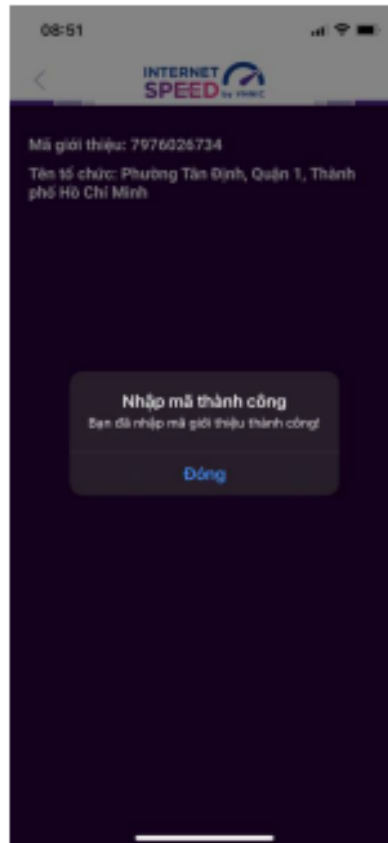 08:51
INTERNET
SPEED by VNNIC
Mã giới thiệu: 7976026734
Tên tổ chức: Phường Tân Định, Quận 1, Thành
phố Hồ Chí Minh
Nhập mã thành công
Bạn đã nhập mã giới thiệu thành công!
Đóng